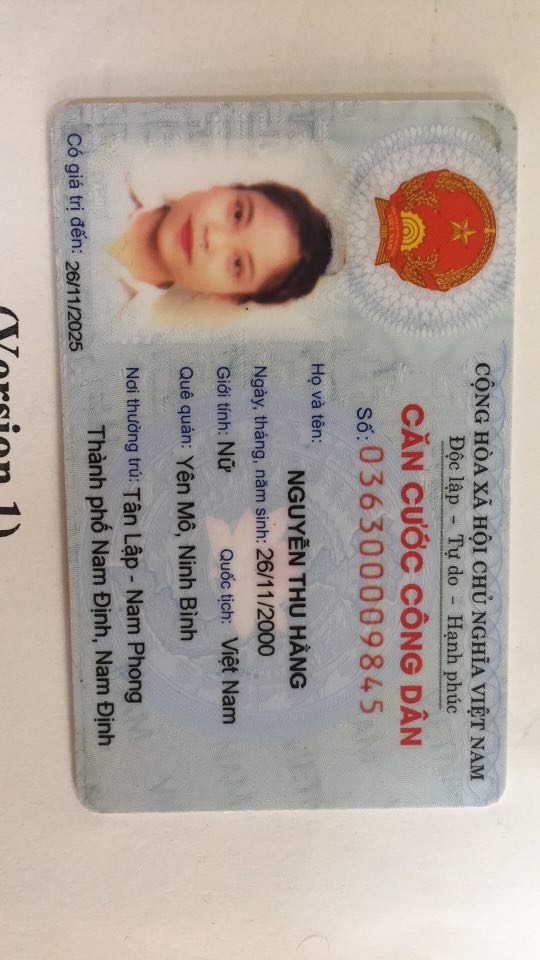 CỘNG HÒA XÃ HỘI CHỦ NGHĨA VIỆT NAM
Độc lập - Tự do - Hạnh phúc
CĂN CƯỚC CÔNG DÂN
Số: 036300009845
Họ và tên:
NGUYỄN THU HẰNG
Ngày, tháng, năm sinh: 26/11/2000
Giới tính: Nữ Quốc tịch: Việt Nam
Quê quán: Yên Mô, Ninh Bình
Nơi thường trú: Tân Lập - Nam Phong
Thành phố Nam Định, Nam Định
Có giá trị đến: 26/11/2025
(Version 1)